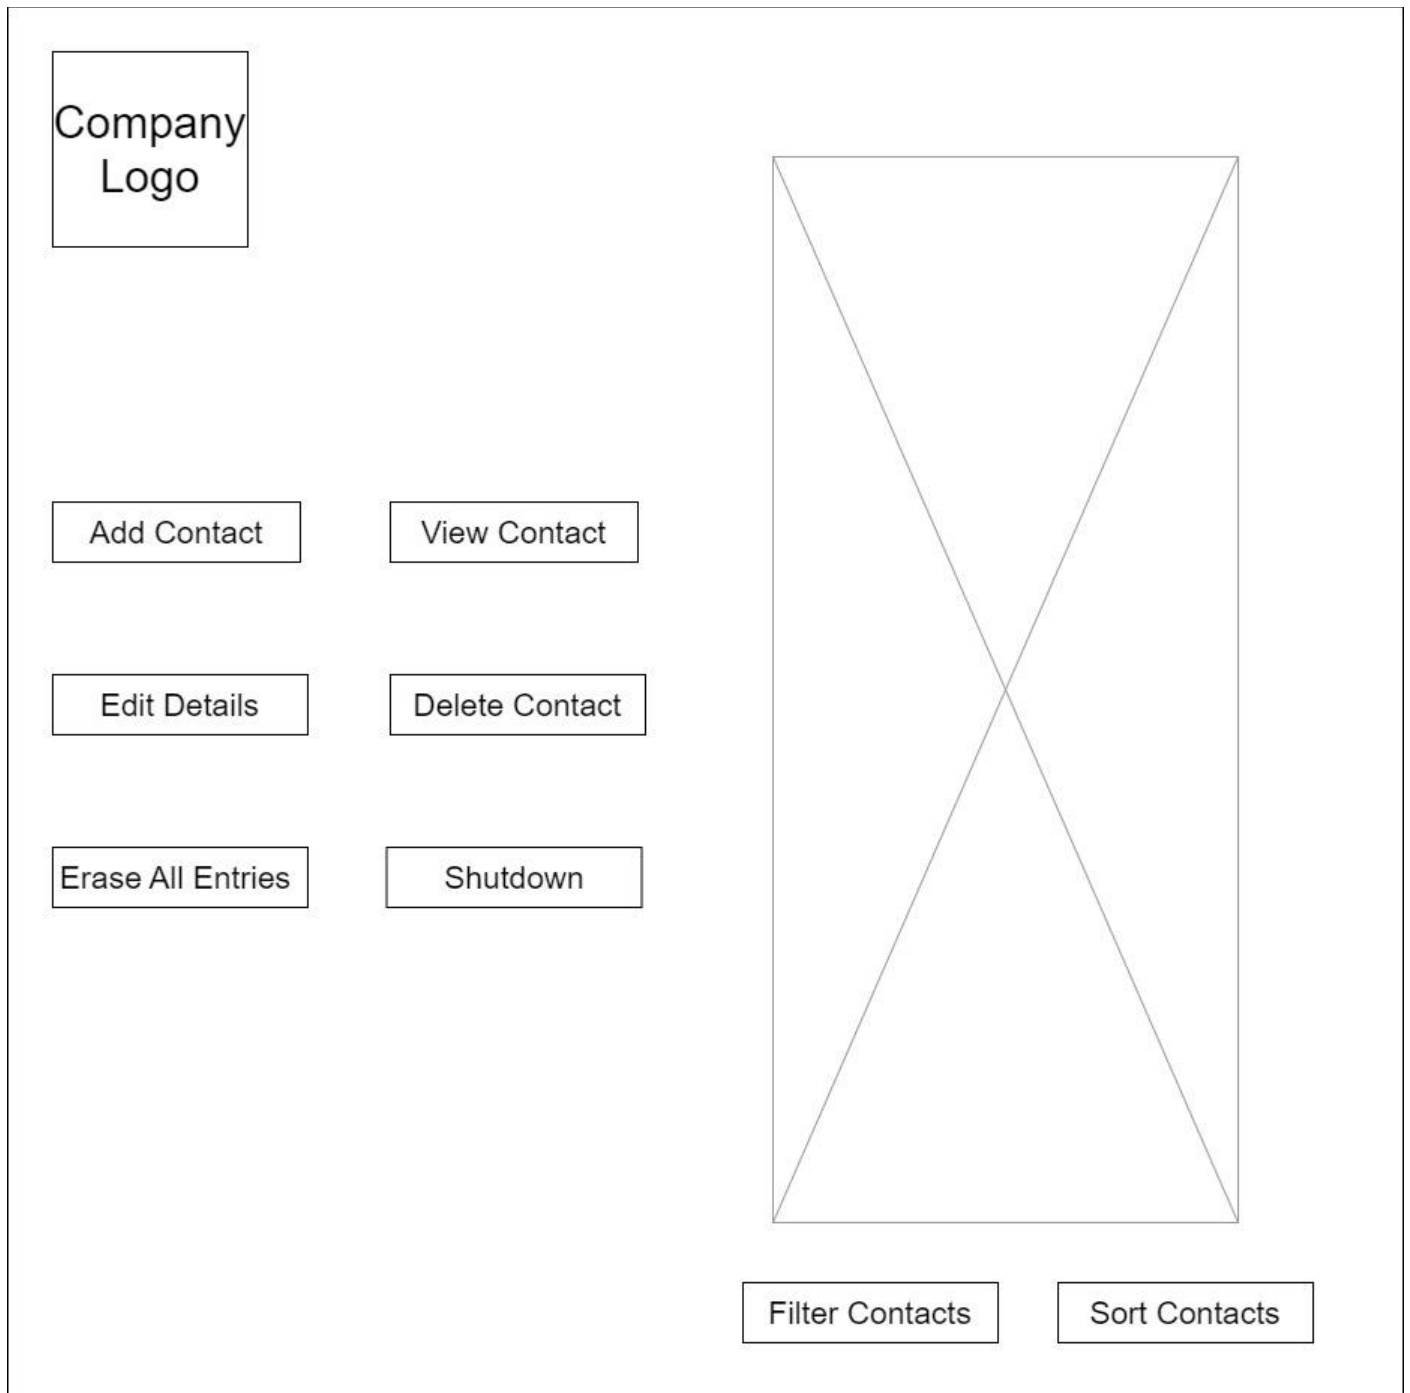 Company
Logo
Add Contact
View Contact
Edit Details
Delete Contact
Erase All Entries
Shutdown
Filter Contacts
Sort Contacts